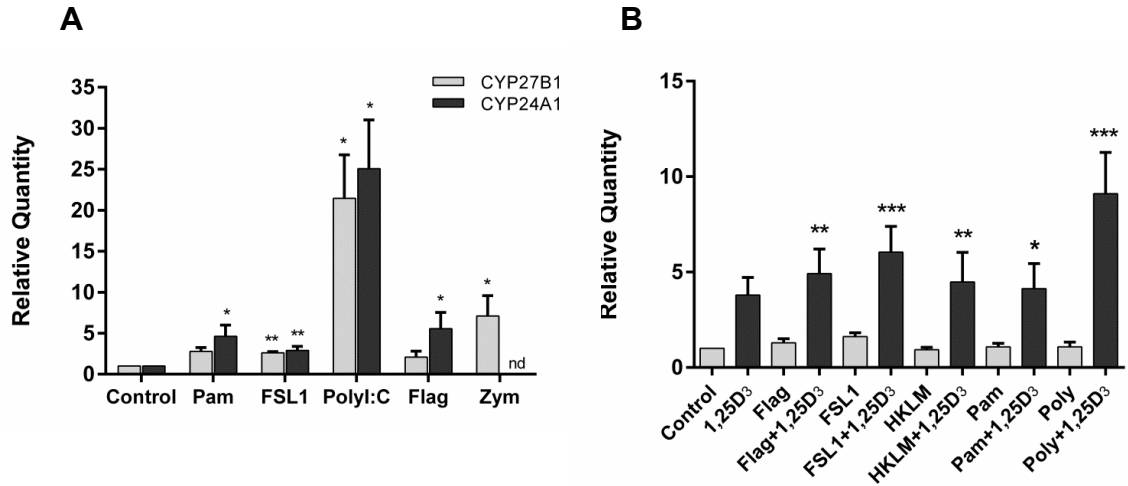 A
Relative Quantity
35
30
25
20
15
10
5
0
CYP27B1
CYP24A1
*
**
**
*
*
*
*
nd
Control Pam FSL1 PolyI:C Flag Zym
B
Relative Quantity
15
10
5
0
**
***
**
*
***
Control
1,25D3
Flag
Flag+1,25D3
FSL1
FSL1+1,25D3
HKLM
HKLM+1,25D3
Pam
Pam+1,25D3
Poly
Poly+1,25D3